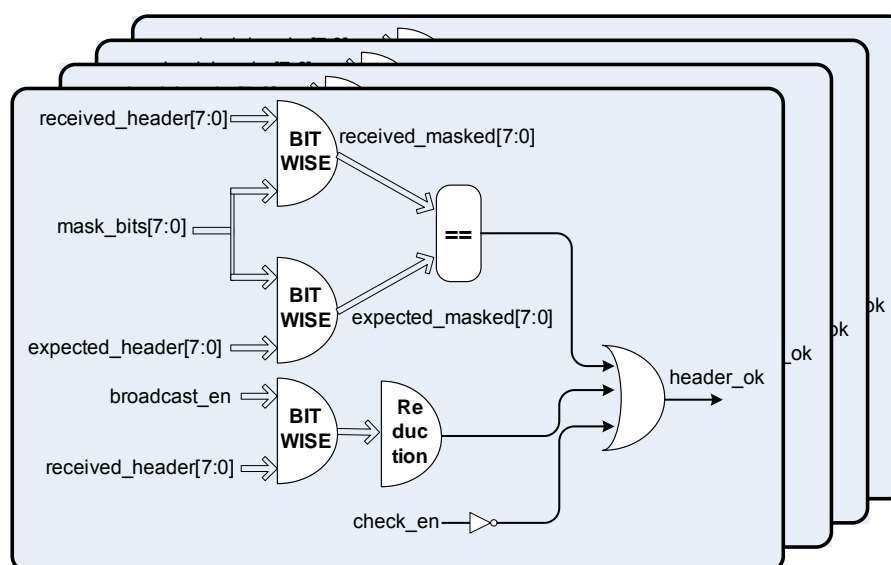 received_header[7:0]
BIT
WISE
received_masked[7:0]
mask_bits[7:0]
==
BIT
WISE
expected_masked[7:0]
expected_header[7:0]
broadcast_en
BIT
WISE
Re
duc
tion
received_header[7:0]
header_ok
check_en
_ok
ok
ok